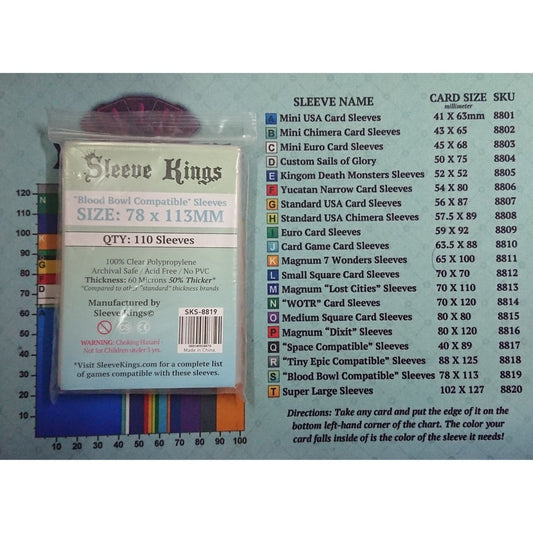 Sleeve Kings
"Blood Bowl Compatible" Sleeves
SIZE: 78 x 113MM
QTY: 110 Sleeves
100% Clear Polypropylene
Archival Safe / Acid Free / No PVC
Thickness: 60 Microns 50% Thicker*
*Compared to other "standard" thickness brands
Manufactured by
SleeveKings©
SKS-8819
WARNING: Choking Hazard -
Not for Children under 3 yrs.
Made in China
*Visit SleeveKings.com for a complete
list of games compatible with these sleeves.
120
110
100
90
80
70
60
50
40
30
20
10
N
K
F
G
D
A
10 20 30 40 50 60 70 80 90 100
SLEEVE NAME CARD SIZE SKU
millimeter
A Mini USA Card Sleeves 41 X 63mm 8801
B Mini Chimera Card Sleeves 43 X 65 8802
C Mini Euro Card Sleeves 45 X 68 8803
D Custom Sails of Glory 50 X 75 8804
E Kingom Death Monsters Sleeves 52 X 52 8805
F Yucatan Narrow Card Sleeves 54 X 80 8806
G Standard USA Card Sleeves 56 X 87 8807
H Standard USA Chimera Sleeves 57.5 X 89 8808
I Euro Card Sleeves 59 X 92 8809
J Card Game Card Sleeves 63.5 X 88 8810
K Magnum 7 Wonders Sleeves 65 X 100 8811
L Small Square Card Sleeves 70 X 70 8812
M Magnum "Lost Cities" Sleeves 70 X 110 8813
N "WOTR" Card Sleeves 70 X 120 8814
O Medium Square Card Sleeves 80 X 80 8815
P Magnum "Dixit" Sleeves 80 X 120 8816
Q "Space Compatible" Sleeves 40 X 89 8817
R "Tiny Epic Compatible" Sleeves 88 X 125 8818
S "Blood Bowl Compatible" Sleeves 78 X 113 8819
T Super Large Sleeves 102 X 127 8820
Directions: Take any card and put the edge of it on the
bottom left-hand corner of the chart. The color your
card falls inside of is the color of the sleeve it needs!